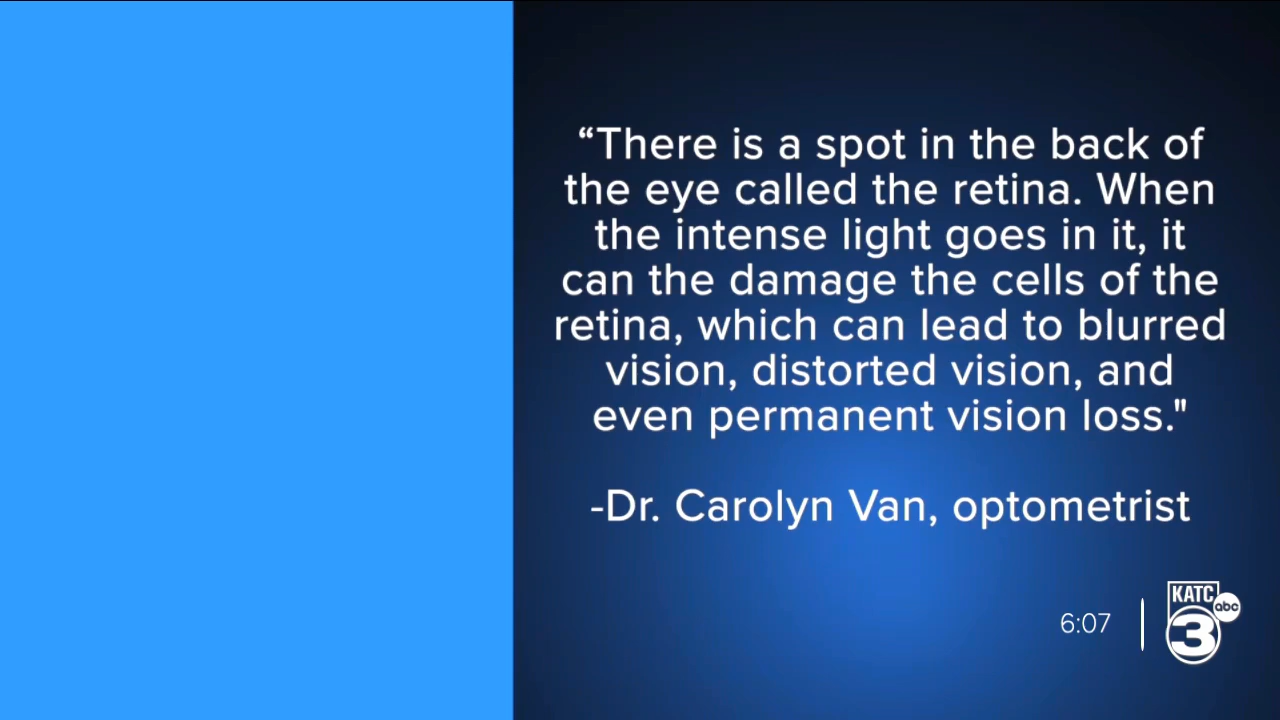 “There is a spot in the back of
the eye called the retina. When
the intense light goes in it, it
can the damage the cells of the
retina, which can lead to blurred
vision, distorted vision, and
even permanent vision loss."
-Dr. Carolyn Van, optometrist
6:07
KATC
abc
3